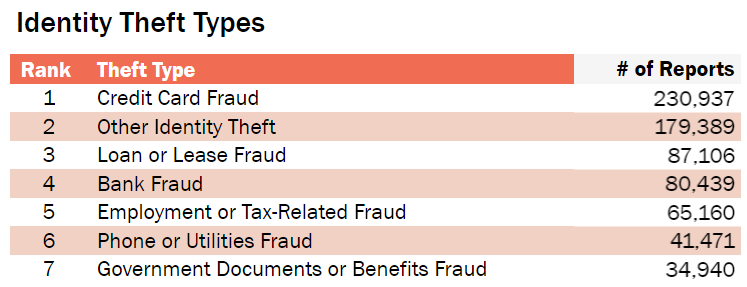 Identity Theft Types
Rank Theft Type # of Reports
1 Credit Card Fraud 230,937
2 Other Identity Theft 179,389
3 Loan or Lease Fraud 87,106
4 Bank Fraud 80,439
5 Employment or Tax-Related Fraud 65,160
6 Phone or Utilities Fraud 41,471
7 Government Documents or Benefits Fraud 34,940